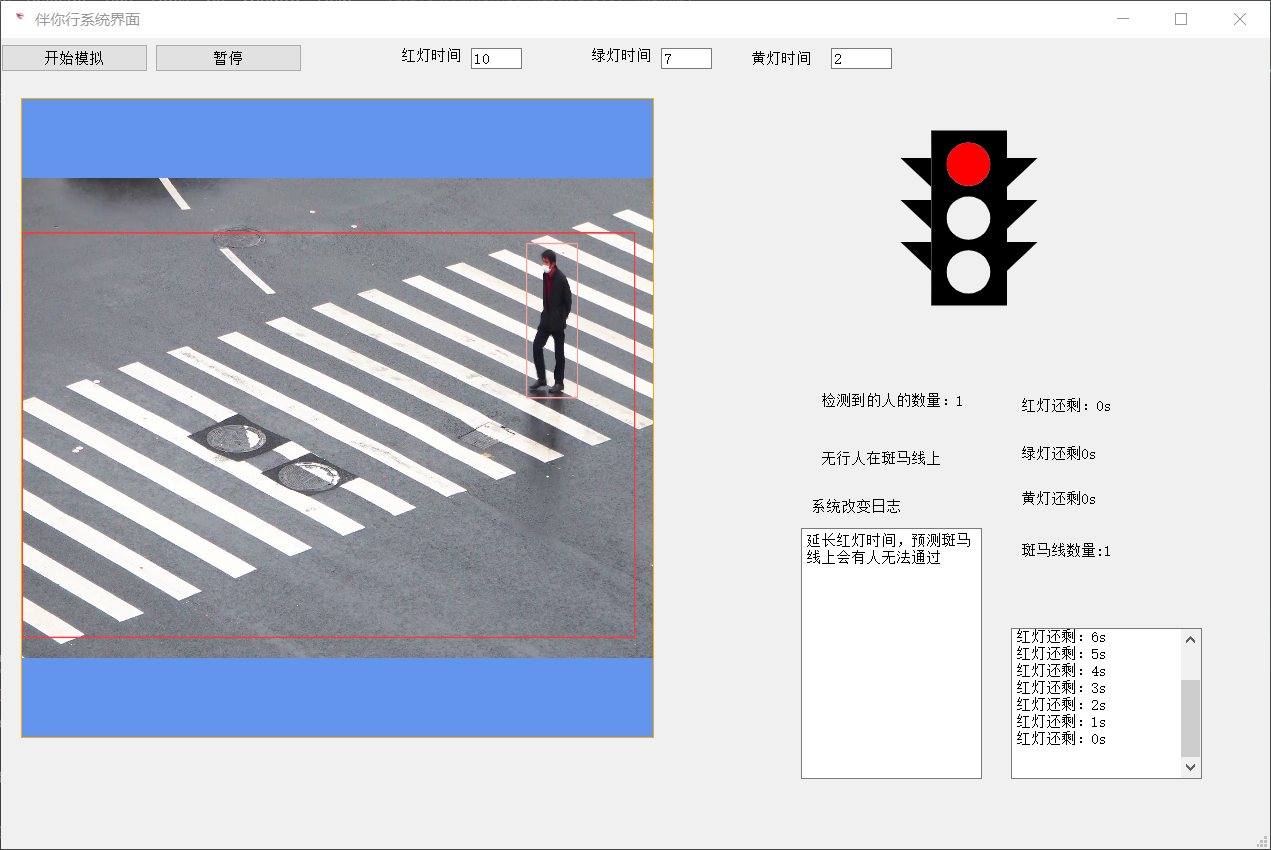 伴你行系统界面
开始模拟
暂停
红灯时间
10
绿灯时间
7
黄灯时间
2
检测到的人的数量：1
红灯还剩：0s
无行人在斑马线上
绿灯还剩0s
黄灯还剩0s
系统改变日志
斑马线数量:1
延长红灯时间，预测斑马
线上会有人无法通过
红灯还剩：6s
红灯还剩：5s
红灯还剩：4s
红灯还剩：3s
红灯还剩：2s
红灯还剩：1s
红灯还剩：0s